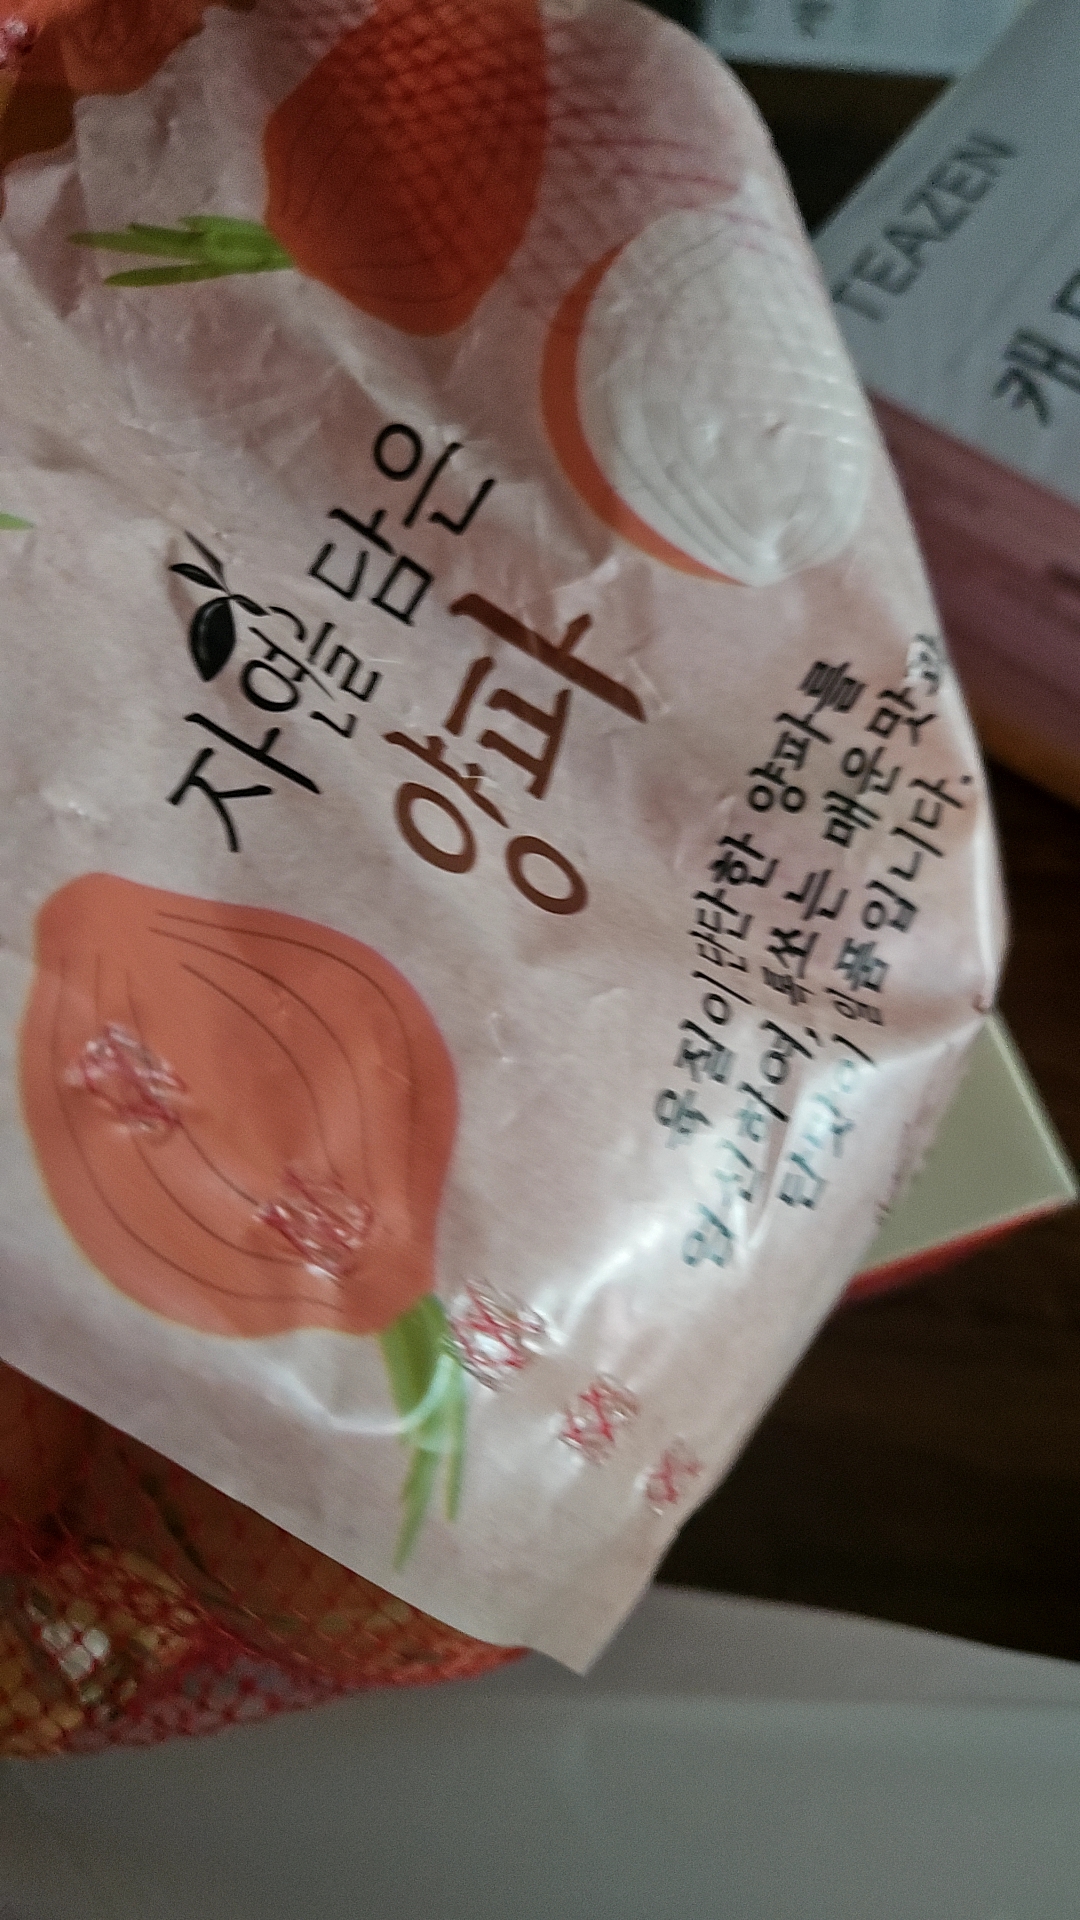 자연을 담은
양파
육질이 단단한 양파를
엄선하여, 톡쏘는 매운맛과
단맛이 일품입니다.
TEAZEN